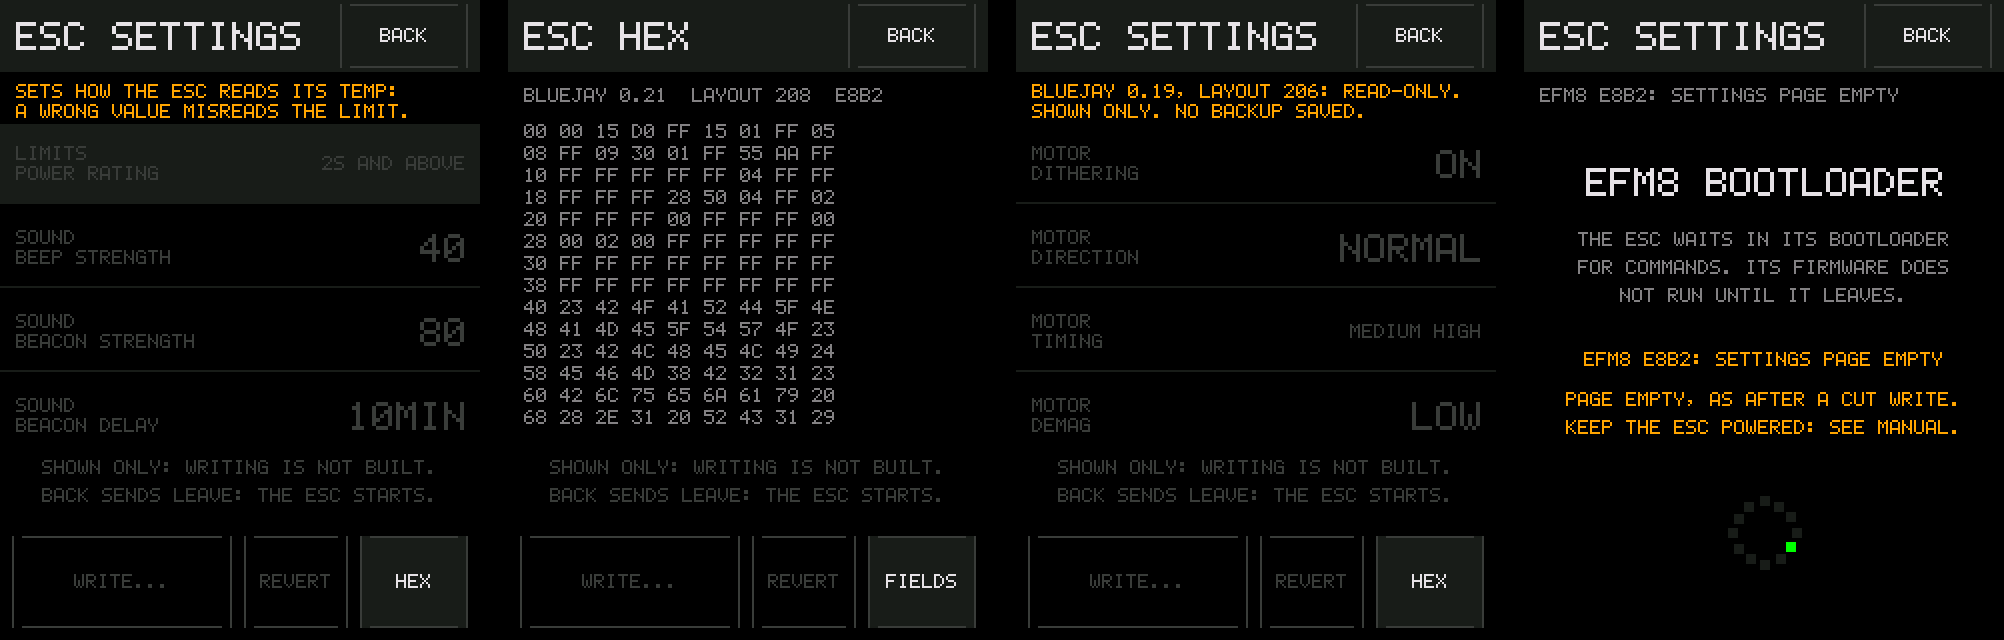 ESC SETTINGS
BACK
SETS HOW THE ESC READS ITS TEMP:
A WRONG VALUE MISREADS THE LIMIT.
LIMITS
POWER RATING
2S AND ABOVE
SOUND
BEEP STRENGTH
40
SOUND
BEACON STRENGTH
80
SOUND
BEACON DELAY
10MIN
SHOWN ONLY: WRITING IS NOT BUILT.
BACK SENDS LEAVE: THE ESC STARTS.
WRITE...
REVERT
HEX
ESC HEX
BACK
BLUEJAY 0.21 LAYOUT 208 E8B2
00 00 15 D0 FF 15 01 FF 05
08 FF 09 30 01 FF 55 AA FF
10 FF FF FF FF 04 FF FF
18 FF FF FF 28 50 04 FF 02
20 FF FF FF 00 FF FF FF 00
28 00 02 00 FF FF FF FF FF
30 FF FF FF FF FF FF FF FF
38 FF FF FF FF FF FF FF FF
40 23 42 4F 41 52 44 5F 4E
48 41 4D 45 5F 54 57 4F 23
50 23 42 4C 48 45 4C 49 24
58 45 46 4D 38 42 32 31 23
60 42 6C 75 65 6A 61 79 20
68 28 2E 31 20 52 43 31 29
SHOWN ONLY: WRITING IS NOT BUILT.
BACK SENDS LEAVE: THE ESC STARTS.
WRITE...
REVERT
FIELDS
ESC SETTINGS
BACK
BLUEJAY 0.19, LAYOUT 206: READ-ONLY.
SHOWN ONLY. NO BACKUP SAVED.
MOTOR
DITHERING
ON
MOTOR
DIRECTION
NORMAL
MOTOR
TIMING
MEDIUM HIGH
MOTOR
DEMAG
LOW
SHOWN ONLY: WRITING IS NOT BUILT.
BACK SENDS LEAVE: THE ESC STARTS.
WRITE...
REVERT
HEX
ESC SETTINGS
BACK
EFM8 E8B2: SETTINGS PAGE EMPTY
EFM8 BOOTLOADER
THE ESC WAITS IN ITS BOOTLOADER
FOR COMMANDS. ITS FIRMWARE DOES
NOT RUN UNTIL IT LEAVES.
EFM8 E8B2: SETTINGS PAGE EMPTY
PAGE EMPTY, AS AFTER A CUT WRITE.
KEEP THE ESC POWERED: SEE MANUAL.